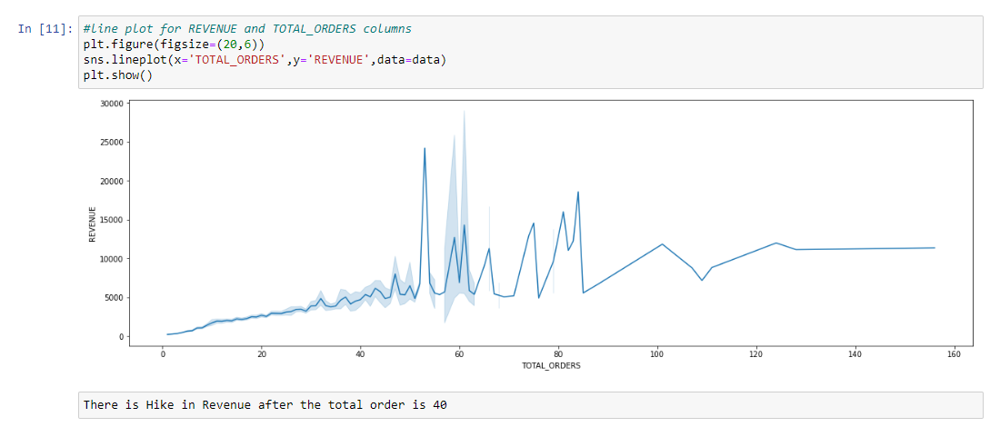 In [11]: #line plot for REVENUE and TOTAL_ORDERS columns
plt.figure(figsize=(20,6))
sns.lineplot(x='TOTAL_ORDERS',y='REVENUE',data=data)
plt.show()
30000
25000
20000
15000
10000
5000
0
REVENUE
0 20 40 60 80 100 120 140 160
TOTAL_ORDERS
There is Hike in Revenue after the total order is 40